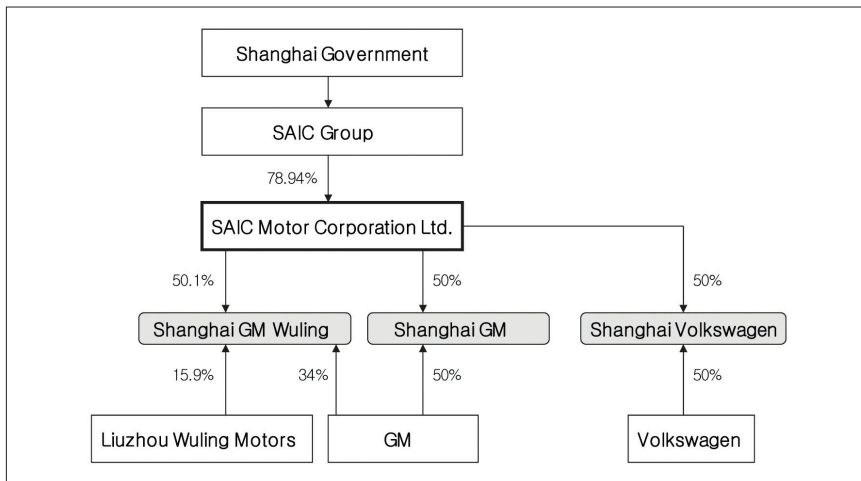 Shanghai Government
SAIC Group
78.94%
SAIC Motor Corporation Ltd.
50.1%
50%
50%
Shanghai GM Wuling
Shanghai GM
Shanghai Volkswagen
15.9%
34%
50%
50%
Liuzhou Wuling Motors
GM
Volkswagen